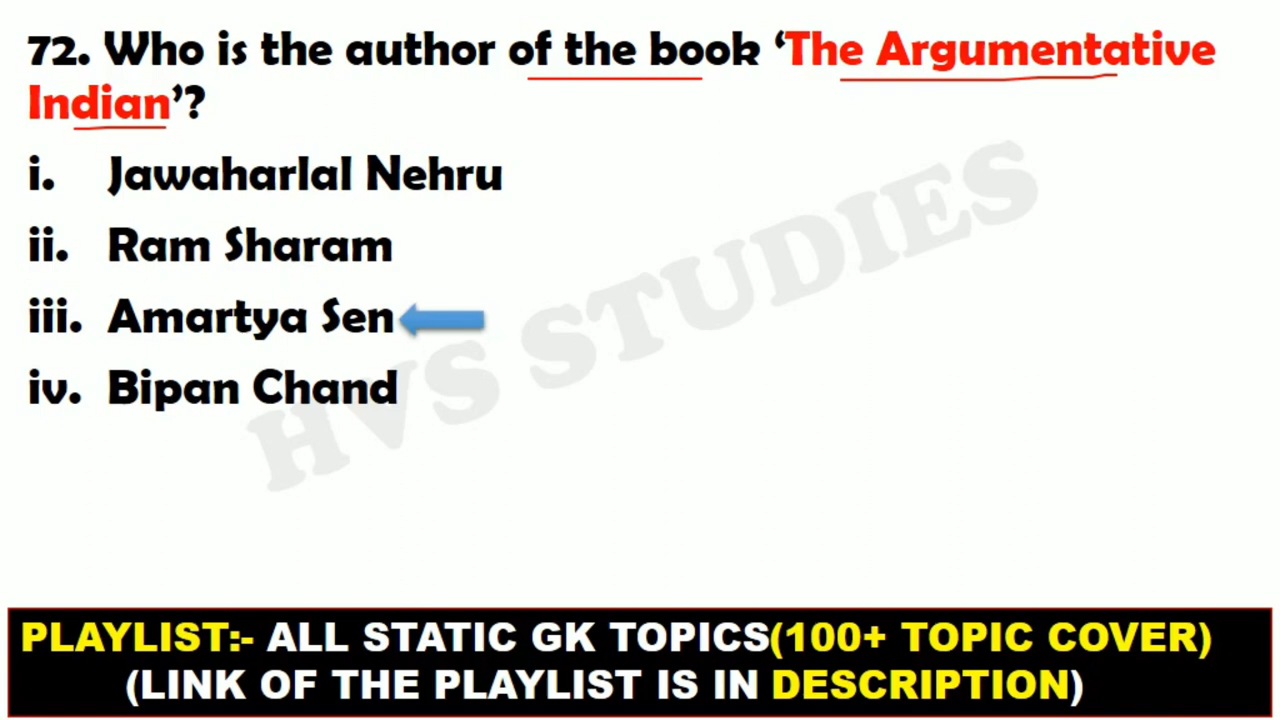 72. Who is the author of the book ‘The Argumentative
Indian’?
i. Jawaharlal Nehru
ii. Ram Sharam
iii. Amartya Sen
iv. Bipan Chand
HVS STUDIES
PLAYLIST:- ALL STATIC GK TOPICS(100+ TOPIC COVER)
(LINK OF THE PLAYLIST IS IN DESCRIPTION)